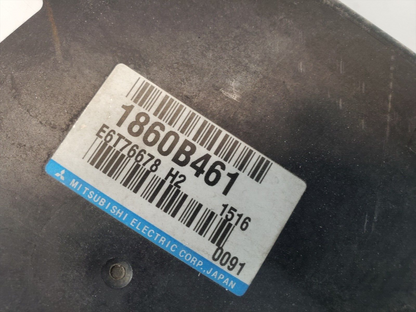 1860B461
E6T76678 H2
1516
0091
MITSUBISHI ELECTRIC CORP. JAPAN